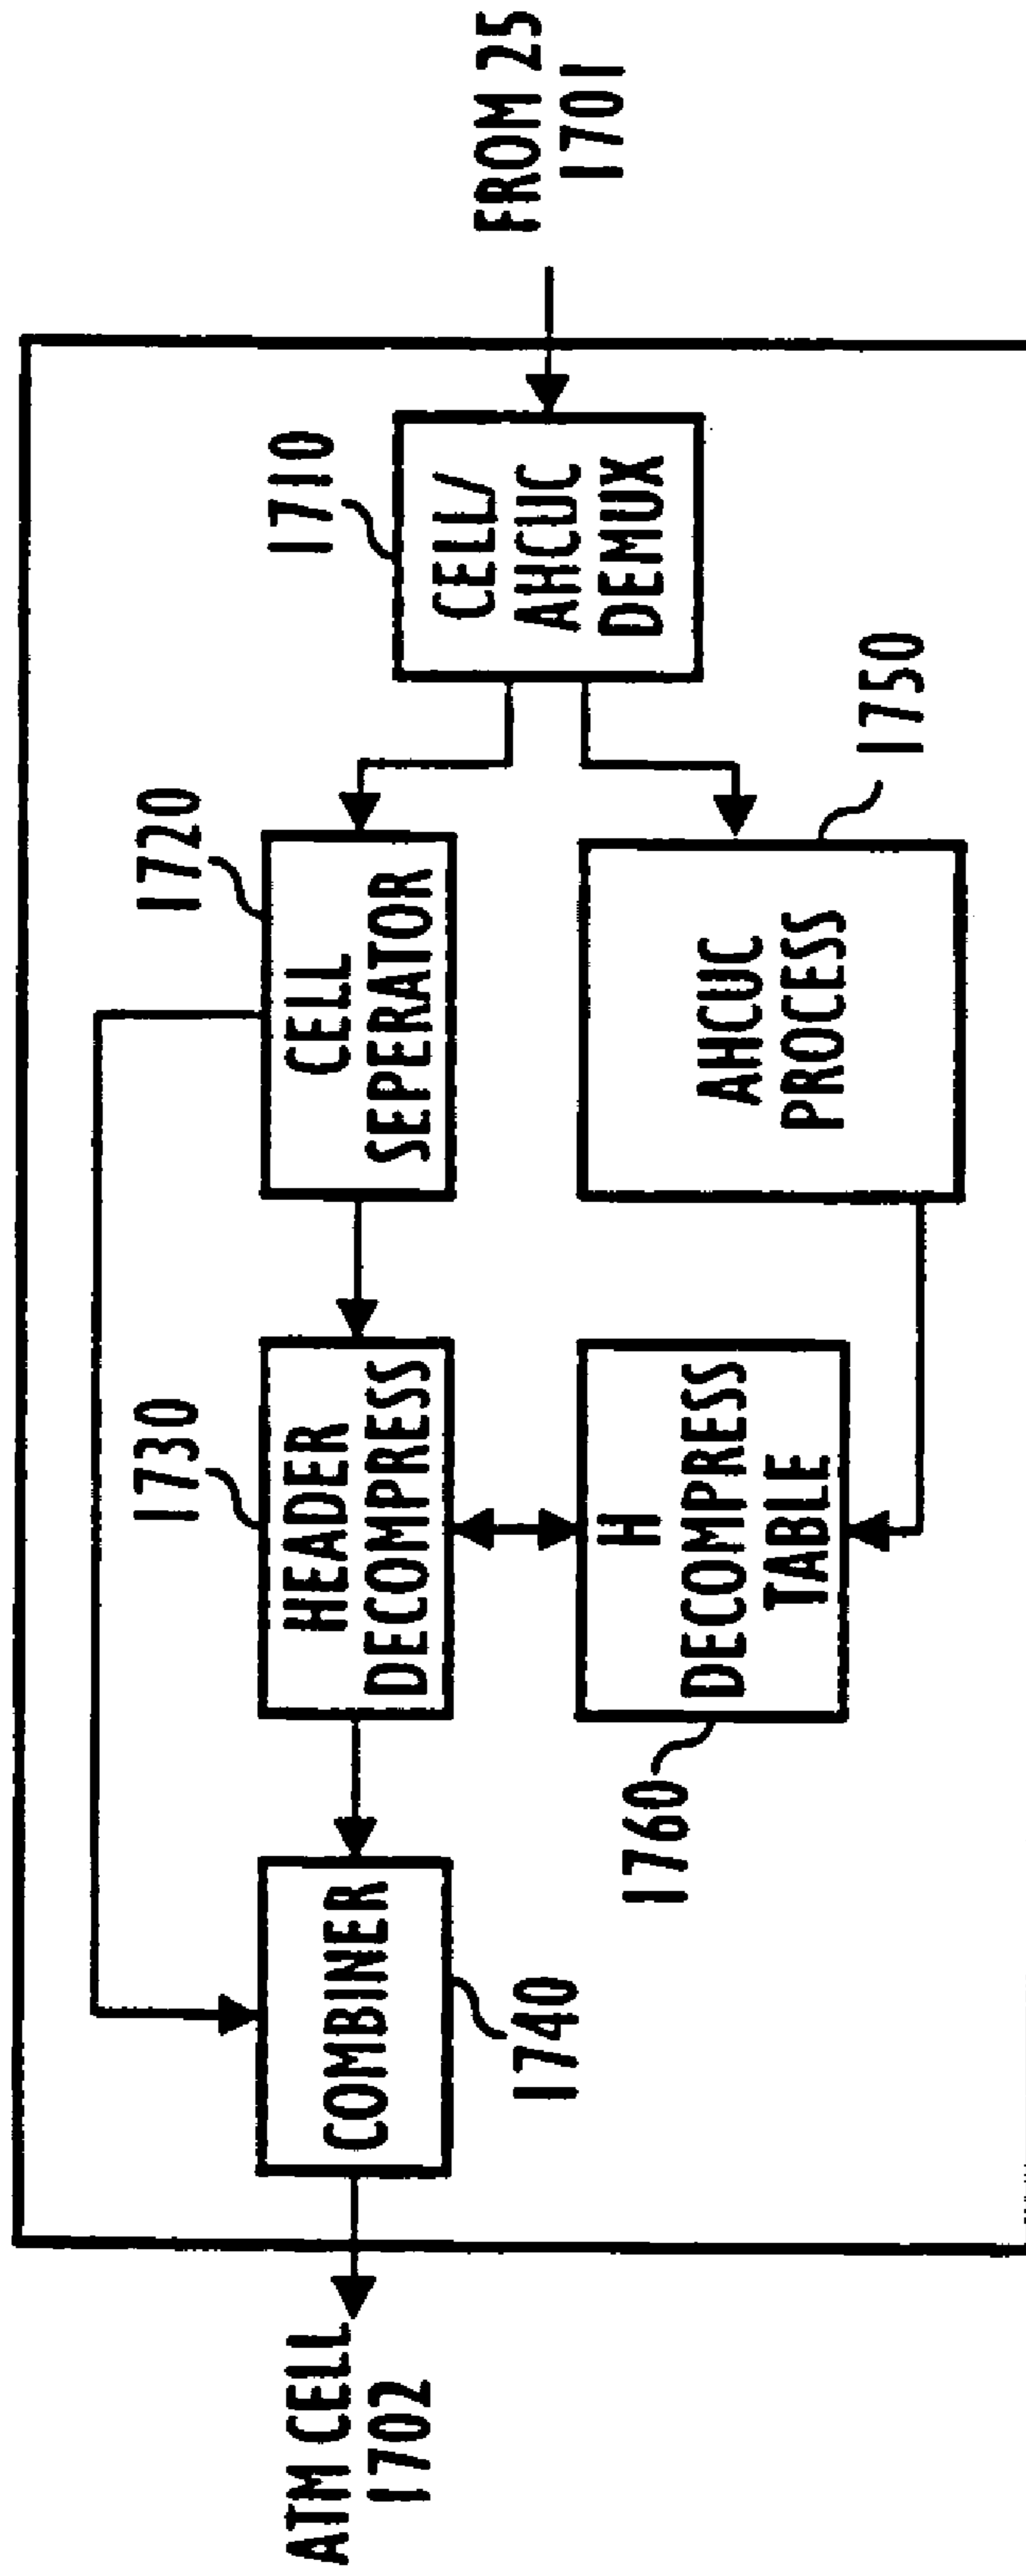 ATM CELL
1702
COMBINER
1740
1730
HEADER
DECOMPRESS
H
DECOMPRESS
TABLE
1760
1720
CELL
SEPERATOR
AHCUC
PROCESS
1750
1710
CELL/
AHCUC
DEMUX
FROM 25
1701